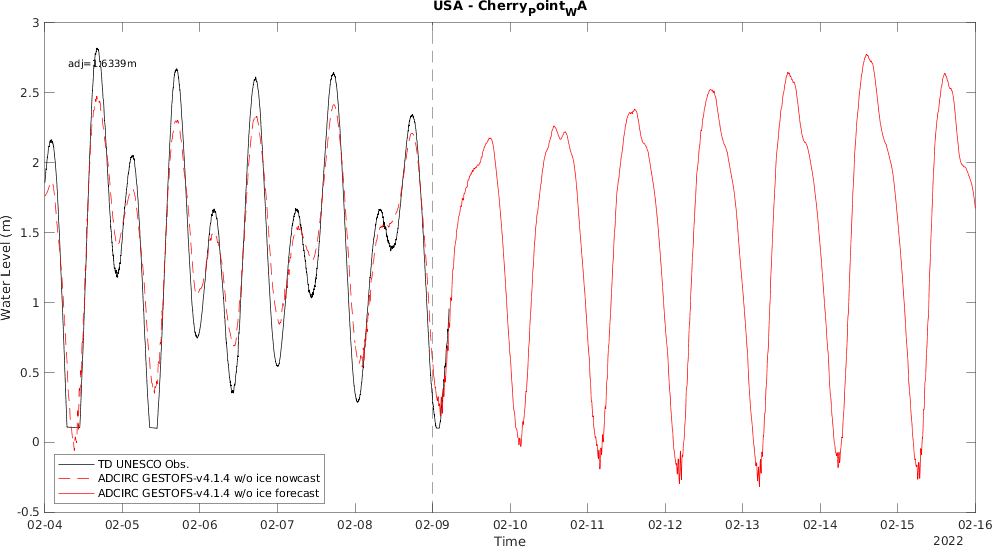 USA - CherryPointWA
adj=1.6339m
3
2.5
2
1.5
1
0.5
0
-0.5
Water Level (m)
TD UNESCO Obs.
ADCIRC GESTOFS-v4.1.4 w/o ice nowcast
ADCIRC GESTOFS-v4.1.4 w/o ice forecast
02-04 02-05 02-06 02-07 02-08 02-09 02-10 02-11 02-12 02-13 02-14 02-15 02-16
Time
2022